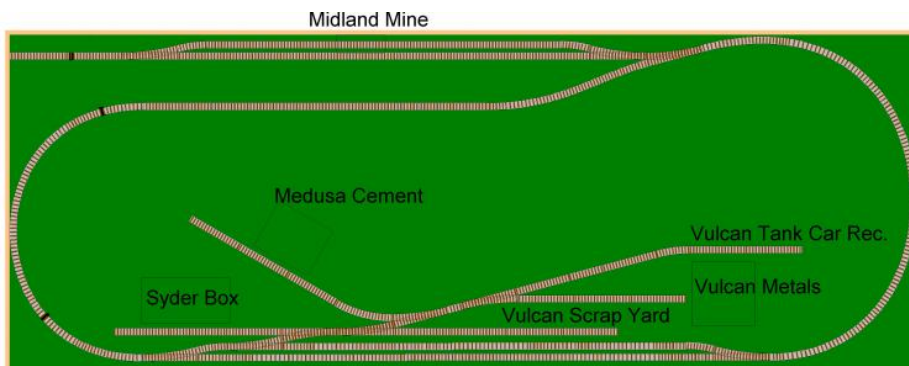 Midland Mine
Medusa Cement
Vulcan Tank Car Rec.
Syder Box
Vulcan Metals
Vulcan Scrap Yard